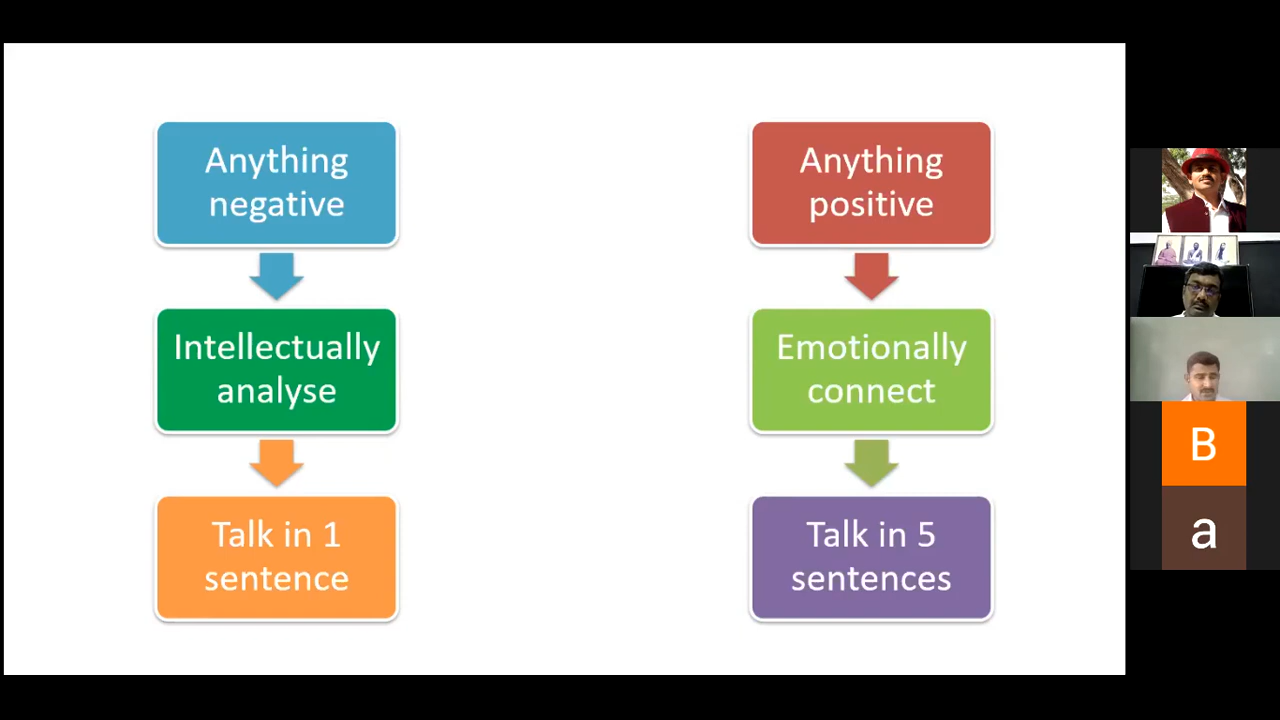 Anything
negative
Intellectually
analyse
Talk in 1
sentence
Anything
positive
Emotionally
connect
Talk in 5
sentences
B
a